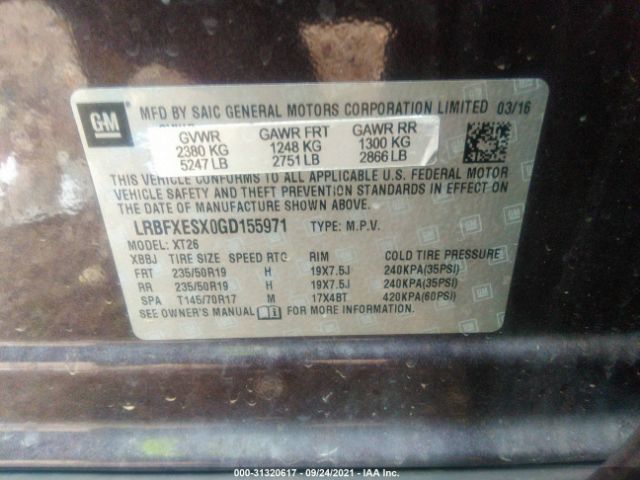 GM
MFD BY SAIC GENERAL MOTORS CORPORATION LIMITED 03/16
GVWR GAWR FRT GAWR RR
2380 KG 1248 KG 1300 KG
5247 LB 2751 LB 2866 LB
THIS VEHICLE CONFORMS TO ALL APPLICABLE U.S. FEDERAL MOTOR
VEHICLE SAFETY AND THEFT PREVENTION STANDARDS IN EFFECT ON
THE DATE OF MANUFACTURE SHOWN ABOVE.
LRBFXESX0GD155971 TYPE: M.P.V.
MODEL: XT26
XBBJ TIRE SIZE SPEED RTG RIM COLD TIRE PRESSURE
FRT 235/50R19 H 19X7.5J 240KPA(35PSI)
RR 235/50R19 H 19X7.5J 240KPA(35PSI)
SPA T145/70R17 M 17X4BT 420KPA(60PSI)
SEE OWNER'S MANUAL FOR MORE INFORMATION.
000-31320617 - 09/24/2021 - IAA Inc.